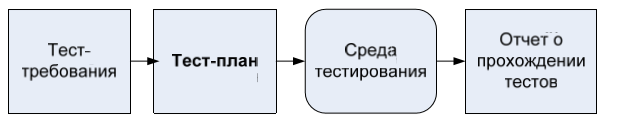 Тест-
требования
Тест-план
Среда
тестирования
Отчет о
прохождении
тестов